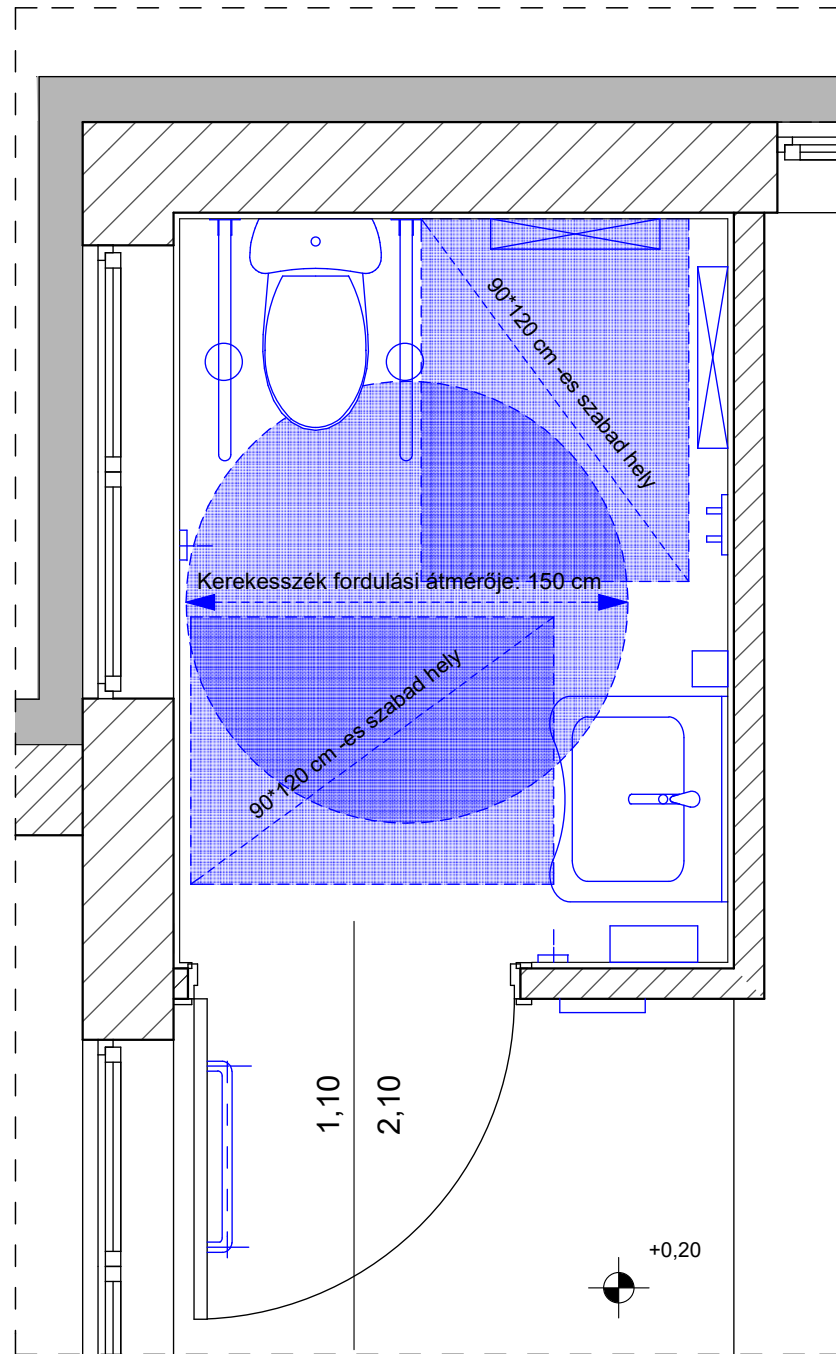 90*120 cm -es szabad hely
Kerekesszék fordulási átmérője: 150 cm
90*120 cm -es szabad hely
1,10
2,10
+0,20